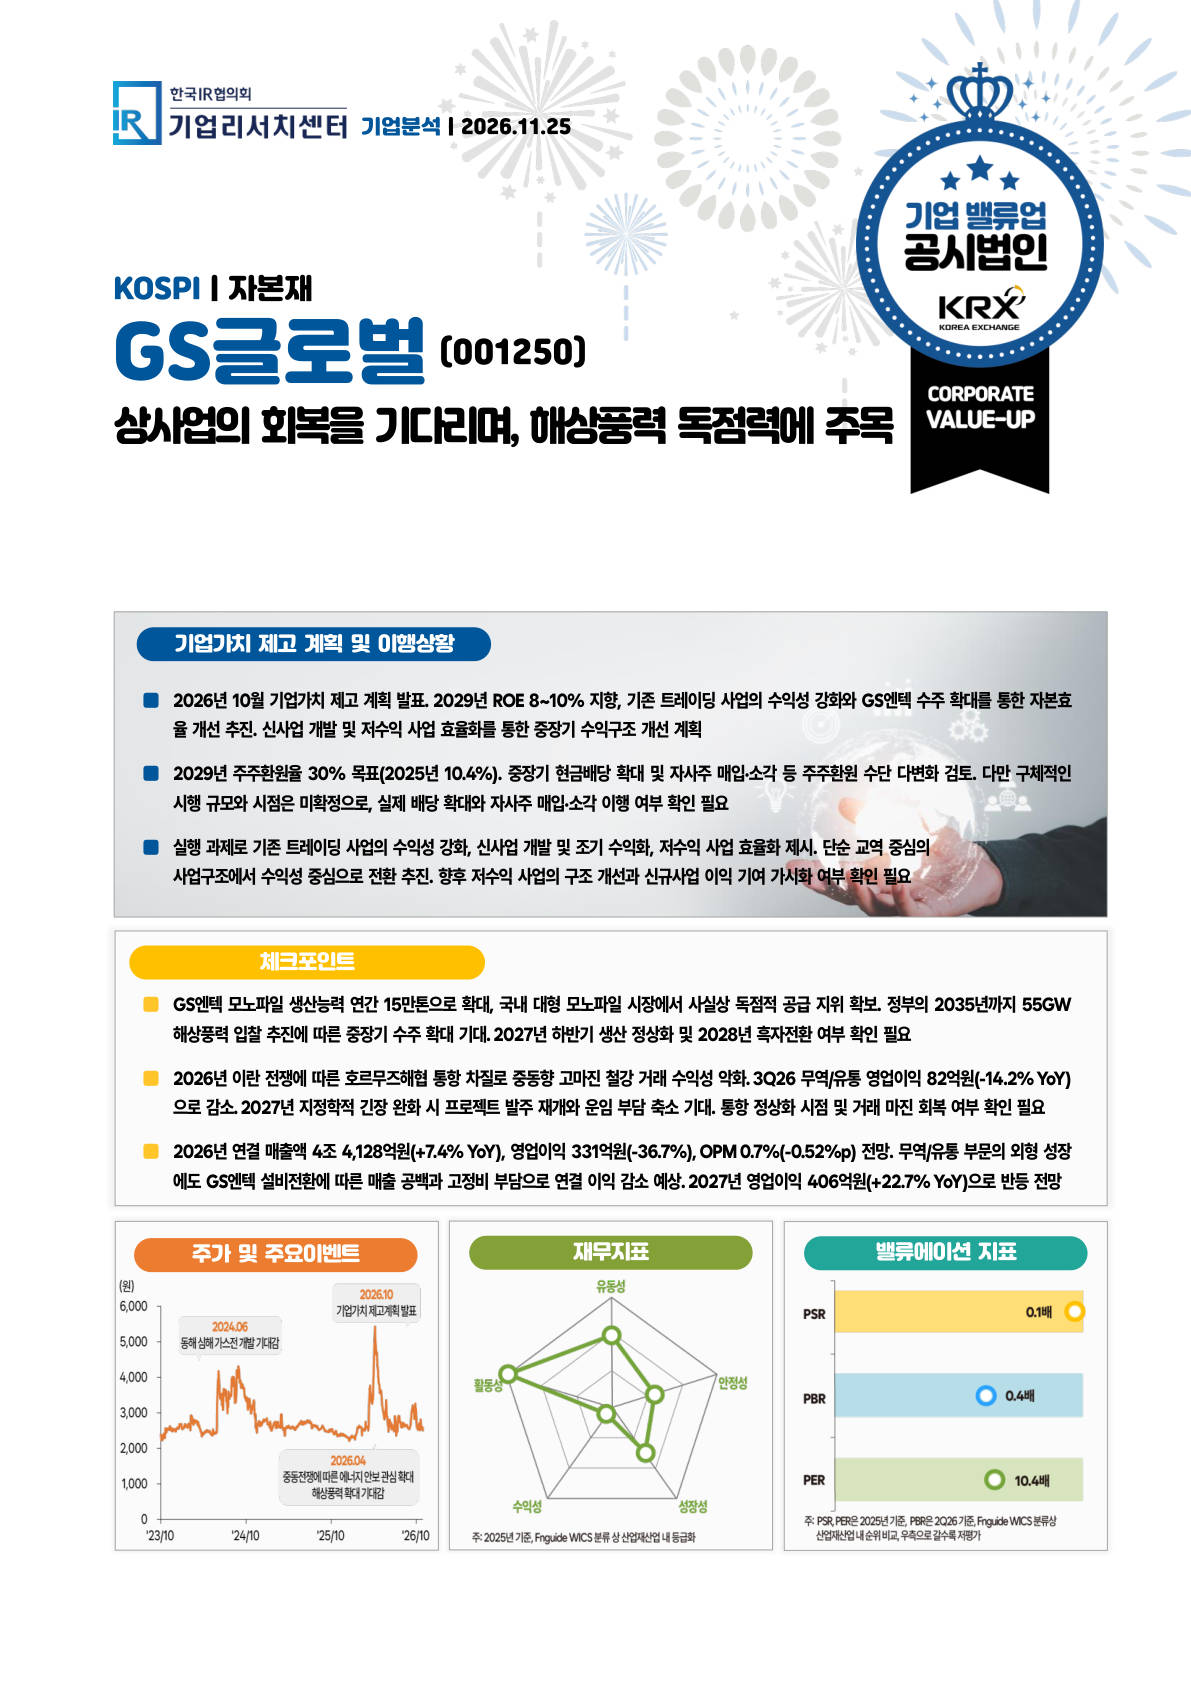 한국IR협의회
IR 기업리서치센터 기업분석 | 2026.11.25
기업 밸류업
공시법인
KRX
KOREA EXCHANGE
CORPORATE
VALUE-UP
KOSPI | 자본재
GS글로벌 (001250)
상사업의 회복을 기다리며, 해상풍력 독점력에 주목
기업가치 제고 계획 및 이행상황
2026년 10월 기업가치 제고 계획 발표. 2029년 ROE 8~10% 지향, 기존 트레이딩 사업의 수익성 강화와 GS엔텍 수주 확대를 통한 자본효
율 개선 추진. 신사업 개발 및 저수익 사업 효율화를 통한 중장기 수익구조 개선 계획
2029년 주주환원율 30% 목표(2025년 10.4%). 중장기 현금배당 확대 및 자사주 매입·소각 등 주주환원 수단 다변화 검토. 다만 구체적인
시행 규모와 시점은 미확정으로, 실제 배당 확대와 자사주 매입·소각 이행 여부 확인 필요
실행 과제로 기존 트레이딩 사업의 수익성 강화, 신사업 개발 및 조기 수익화, 저수익 사업 효율화 제시. 단순 교역 중심의
사업구조에서 수익성 중심으로 전환 추진. 향후 저수익 사업의 구조 개선과 신규사업 이익 기여 가시화 여부 확인 필요
체크포인트
GS엔텍 모노파일 생산능력 연간 15만톤으로 확대, 국내 대형 모노파일 시장에서 사실상 독점적 공급 지위 확보. 정부의 2035년까지 55GW
해상풍력 입찰 추진에 따른 중장기 수주 확대 기대. 2027년 하반기 생산 정상화 및 2028년 흑자전환 여부 확인 필요
2026년 이란 전쟁에 따른 호르무즈해협 통항 차질로 중동향 고마진 철강 거래 수익성 악화. 3Q26 무역/유통 영업이익 82억원(-14.2% YoY)
으로 감소. 2027년 지정학적 긴장 완화 시 프로젝트 발주 재개와 운임 부담 축소 기대. 통항 정상화 시점 및 거래 마진 회복 여부 확인 필요
2026년 연결 매출액 4조 4,128억원(+7.4% YoY), 영업이익 331억원(-36.7%), OPM 0.7%(-0.52%p) 전망. 무역/유통 부문의 외형 성장
에도 GS엔텍 설비전환에 따른 매출 공백과 고정비 부담으로 연결 이익 감소 예상. 2027년 영업이익 406억원(+22.7% YoY)으로 반등 전망
주가 및 주요이벤트
(원)
6,000
5,000
4,000
3,000
2,000
1,000
0
'23/10 '24/10 '25/10 '26/10
2024.06
동해 심해 가스전 개발 기대감
2026.10
기업가치 제고계획 발표
2026.04
중동전쟁에 따른 에너지 안보 관심 확대
해상풍력 확대 기대감
재무지표
유동성
안정성
성장성
수익성
활동성
주: 2025년 기준, Fnguide WICS 분류 상 산업재산업 내 등급화
밸류에이션 지표
PSR 0.1배
PBR 0.4배
PER 10.4배
주: PSR, PER은 2025년 기준, PBR은 2Q26 기준, Fnguide WICS 분류상
산업재산업 내 순위 비교, 우측으로 갈수록 저평가